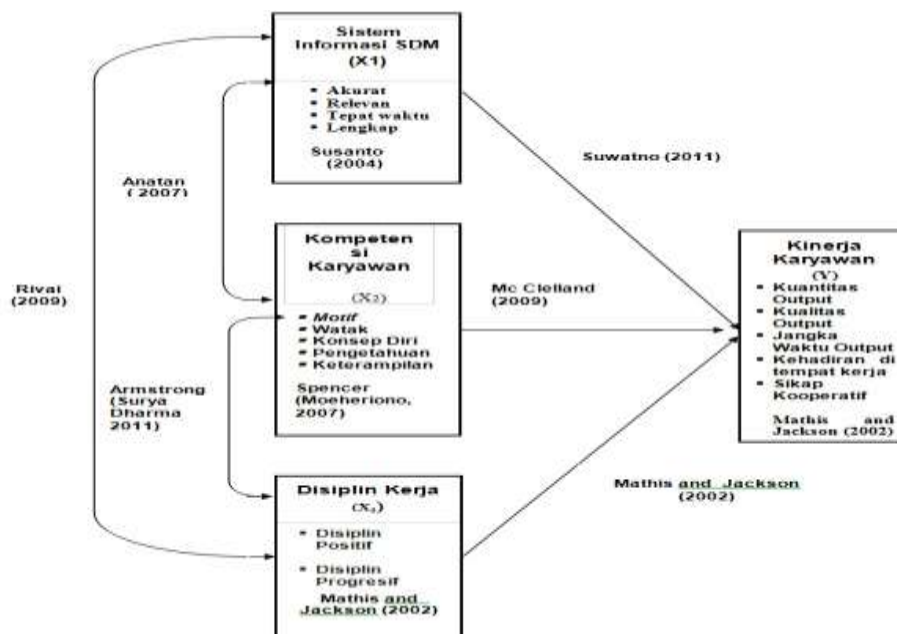 Sistem
Informasi SDM
(X1)
• Akurat
• Relevan
• Tepat waktu
• Lengkap
Susanto
(2004)
Suwatno (2011)
Anatan
( 2007)
Kompeten
si
Karyawan
(X2)
• Motif
• Watak
• Konsep Diri
• Pengetahuan
• Keterampilan
Spencer
(Moeheriono,
2007)
Mc Clelland
(2009)
Kinerja
Karyawan
(Y)
• Kuantitas
Output
• Kualitas
Output
• Jangka
Waktu Output
• Kehadiran di
tempat kerja
• Sikap
Kooperatif
Mathis and
Jackson (2002)
Rivai
(2009)
Armstrong
(Surya
Dharma
2011)
Disiplin Kerja
(X₃)
• Disiplin
Positif
• Disiplin
Progresif
Mathis and
Jackson (2002)
Mathis and Jackson
(2002)